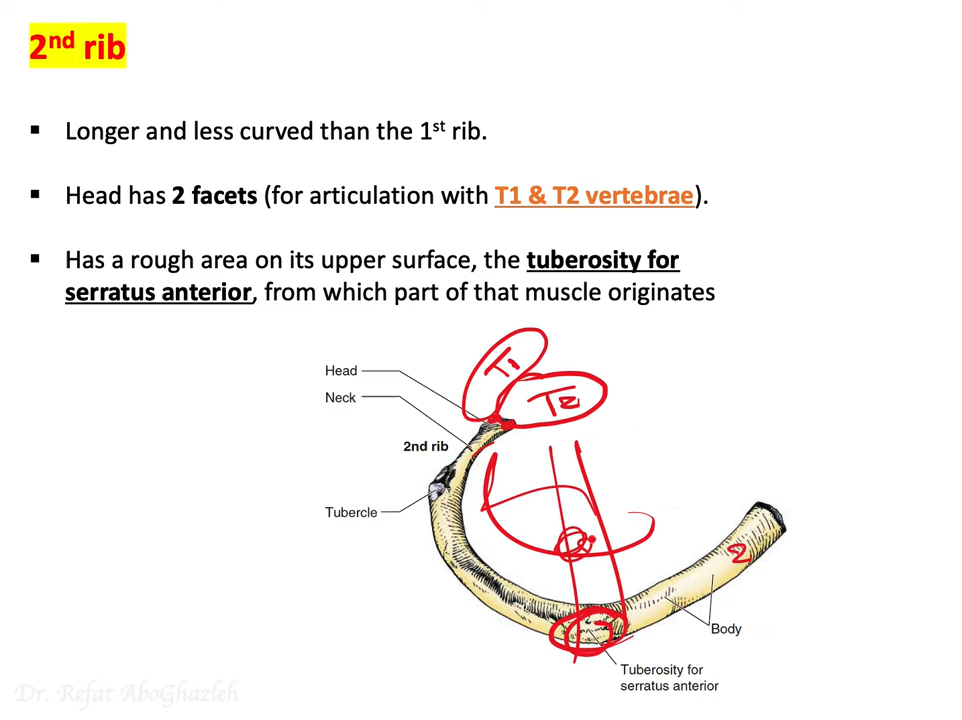 2nd rib
▪ Longer and less curved than the 1st rib.
▪ Head has 2 facets (for articulation with T1 & T2 vertebrae).
▪ Has a rough area on its upper surface, the tuberosity for
serratus anterior, from which part of that muscle originates
T1
Head
T2
Neck
2nd rib
Tubercle
2
Body
Tuberosity for
serratus anterior
Dr. Refat AboGhazleh